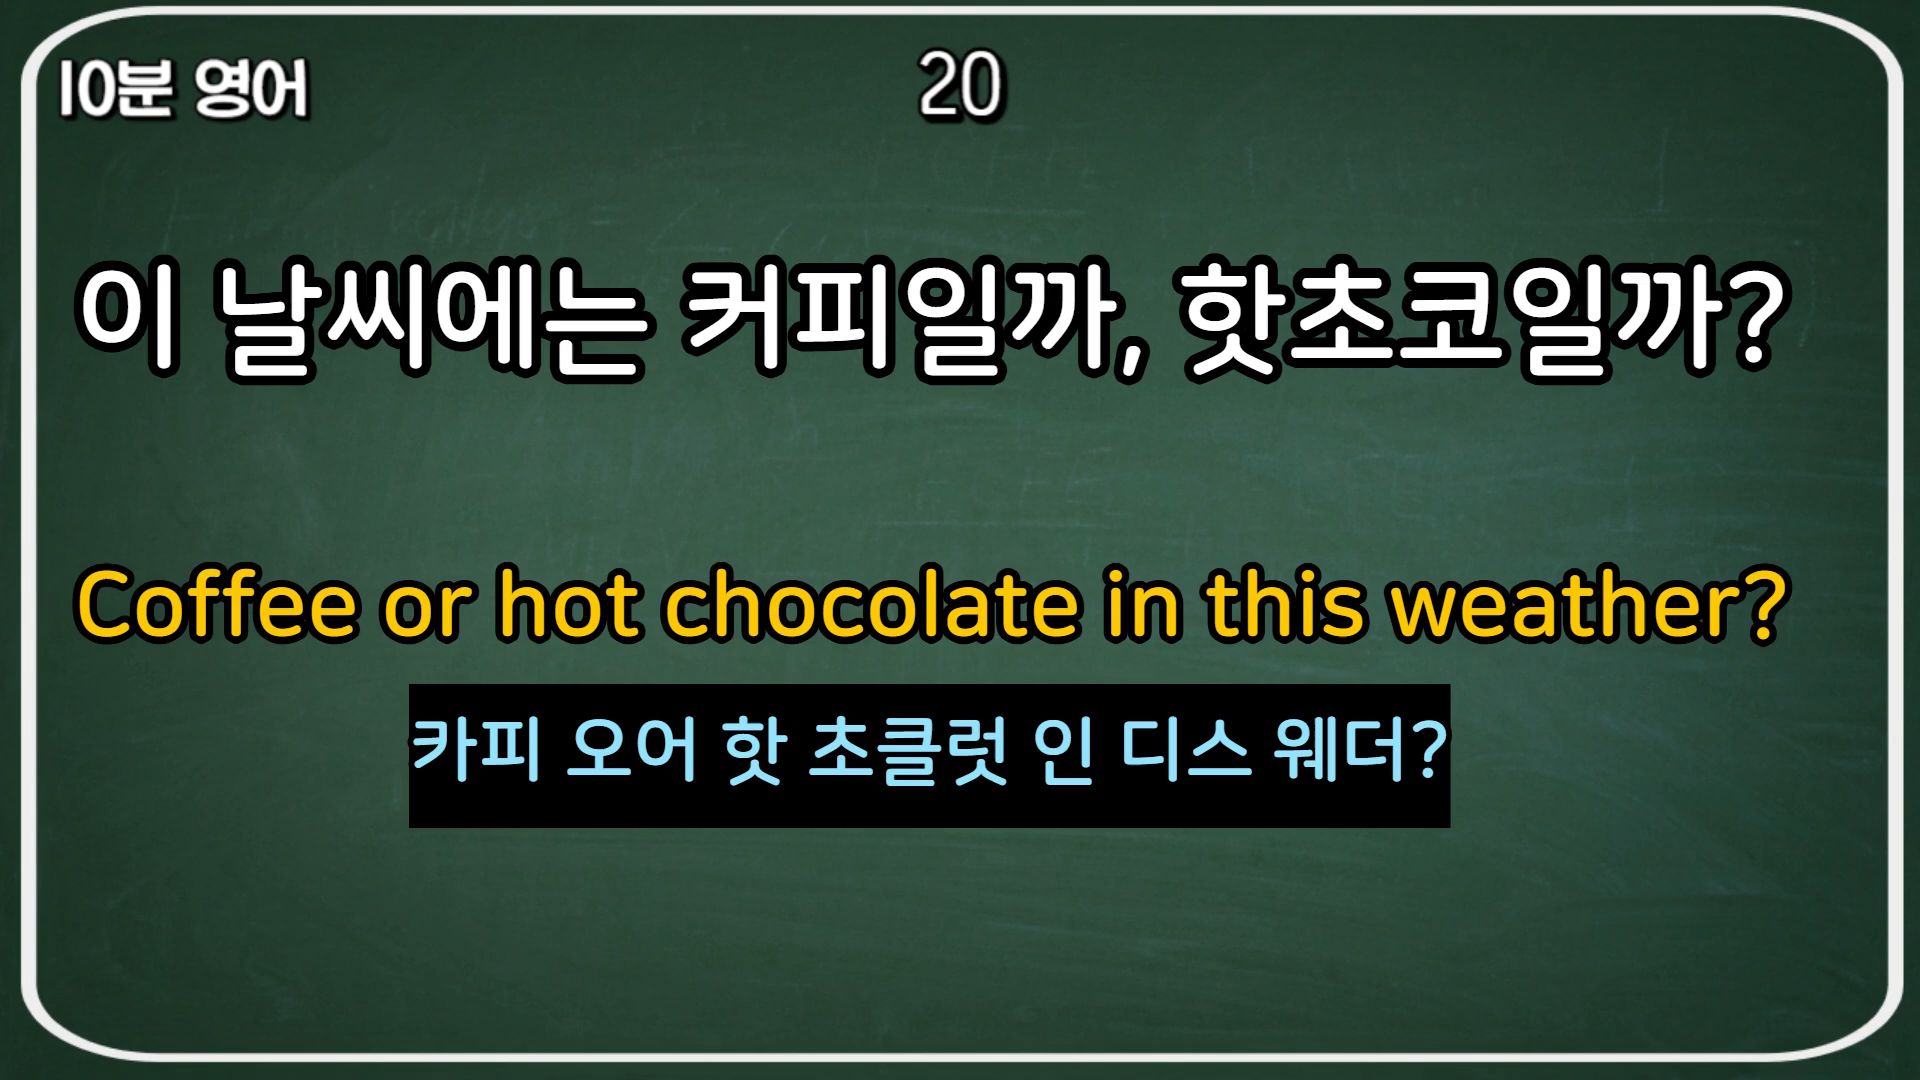 10분 영어
20
이 날씨에는 커피일까, 핫초코일까?
Coffee or hot chocolate in this weather?
카피 오어 핫 초클럿 인 디스 웨더?